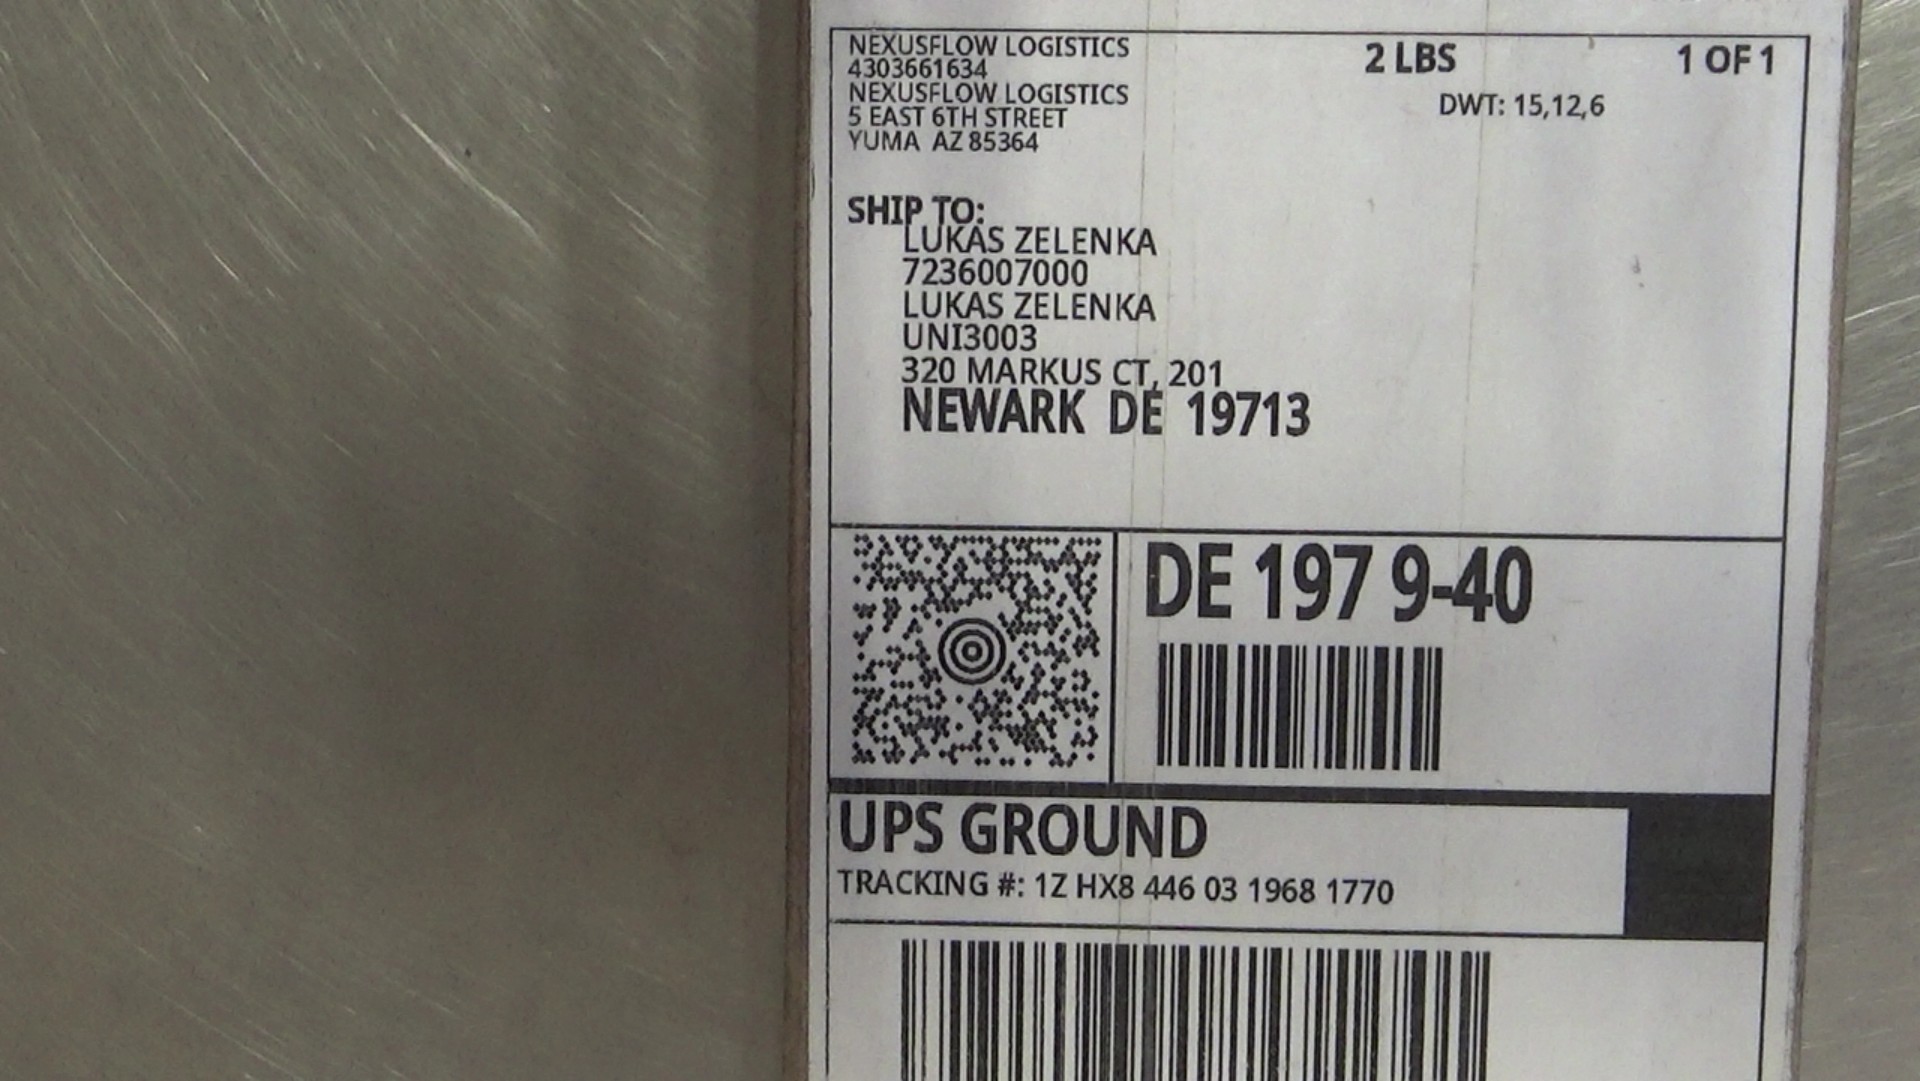 NEXUSFLOW LOGISTICS
4303661634
NEXUSFLOW LOGISTICS
5 EAST 6TH STREET
YUMA AZ 85364
2 LBS
1 OF 1
DWT: 15,12,6
SHIP TO:
LUKAS ZELENKA
7236007000
LUKAS ZELENKA
UNI3003
320 MARKUS CT, 201
NEWARK DE 19713
DE 197 9-40
UPS GROUND
TRACKING #: 1Z HX8 446 03 1968 1770